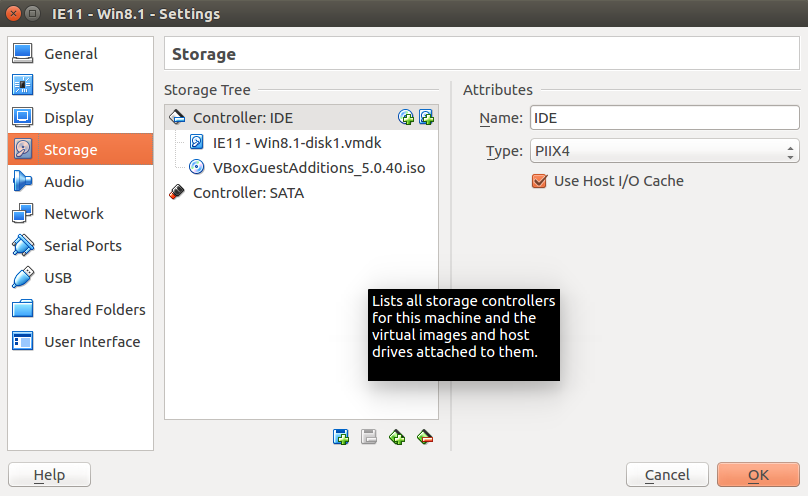 IE11 - Win8.1 - Settings
General
System
Display
Storage
Audio
Network
Serial Ports
USB
Shared Folders
User Interface
Storage
Storage Tree
Controller: IDE
IE11 - Win8.1-disk1.vmdk
VBoxGuestAdditions_5.0.40.iso
Controller: SATA
Lists all storage controllers
for this machine and the
virtual images and host
drives attached to them.
Attributes
Name: IDE
Type: PIIX4
Use Host I/O Cache
Help
Cancel
OK